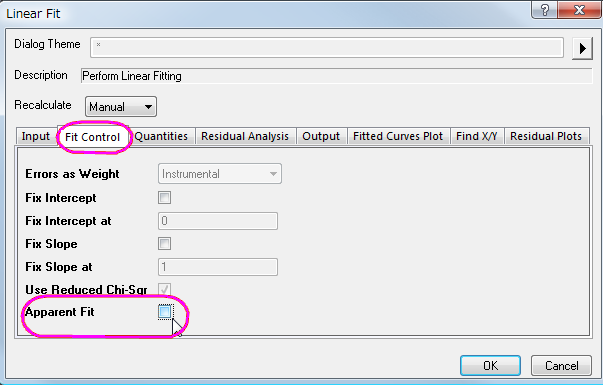 Linear Fit
Dialog Theme *
Description Perform Linear Fitting
Recalculate Manual
Input Fit Control Quantities Residual Analysis Output Fitted Curves Plot Find X/Y Residual Plots
Errors as Weight Instrumental
Fix Intercept
Fix Intercept at 0
Fix Slope
Fix Slope at 1
Use Reduced Chi-Sqr
Apparent Fit
OK Cancel